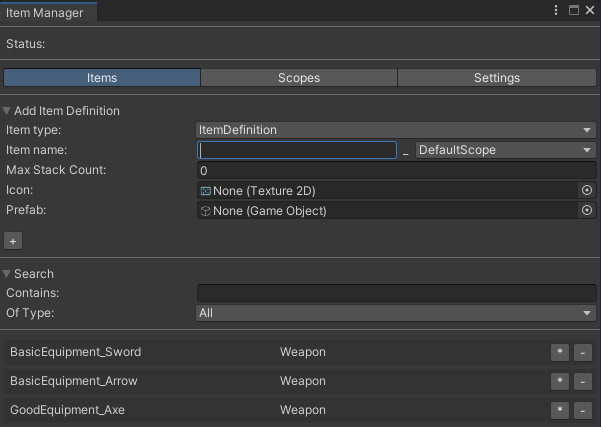 Item Manager
Status:
Items Scopes Settings
Add Item Definition
Item type: ItemDefinition
Item name: _ DefaultScope
Max Stack Count: 0
Icon: None (Texture 2D)
Prefab: None (Game Object)
+
Search
Contains:
Of Type: All
BasicEquipment_Sword Weapon * -
BasicEquipment_Arrow Weapon * -
GoodEquipment_Axe Weapon * -